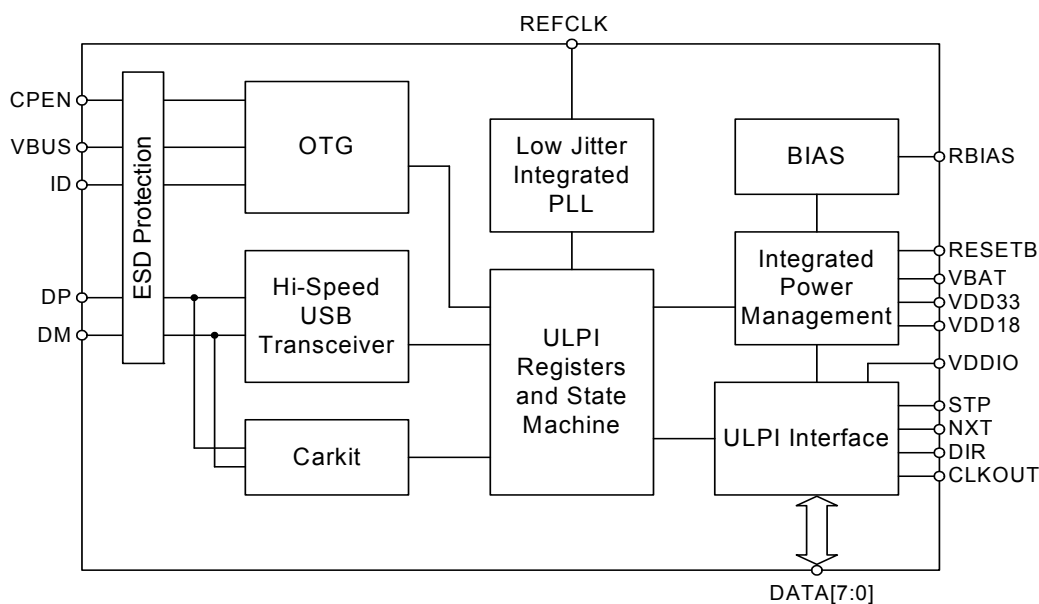 REFCLK
CPEN
VBUS
ID
DP
DM
ESD Protection
OTG
Hi-Speed
USB
Transceiver
Carkit
Low Jitter
Integrated
PLL
ULPI
Registers
and State
Machine
BIAS
Integrated
Power
Management
ULPI Interface
RBIAS
RESETB
VBAT
VDD33
VDD18
VDDIO
STP
NXT
DIR
CLKOUT
DATA[7:0]